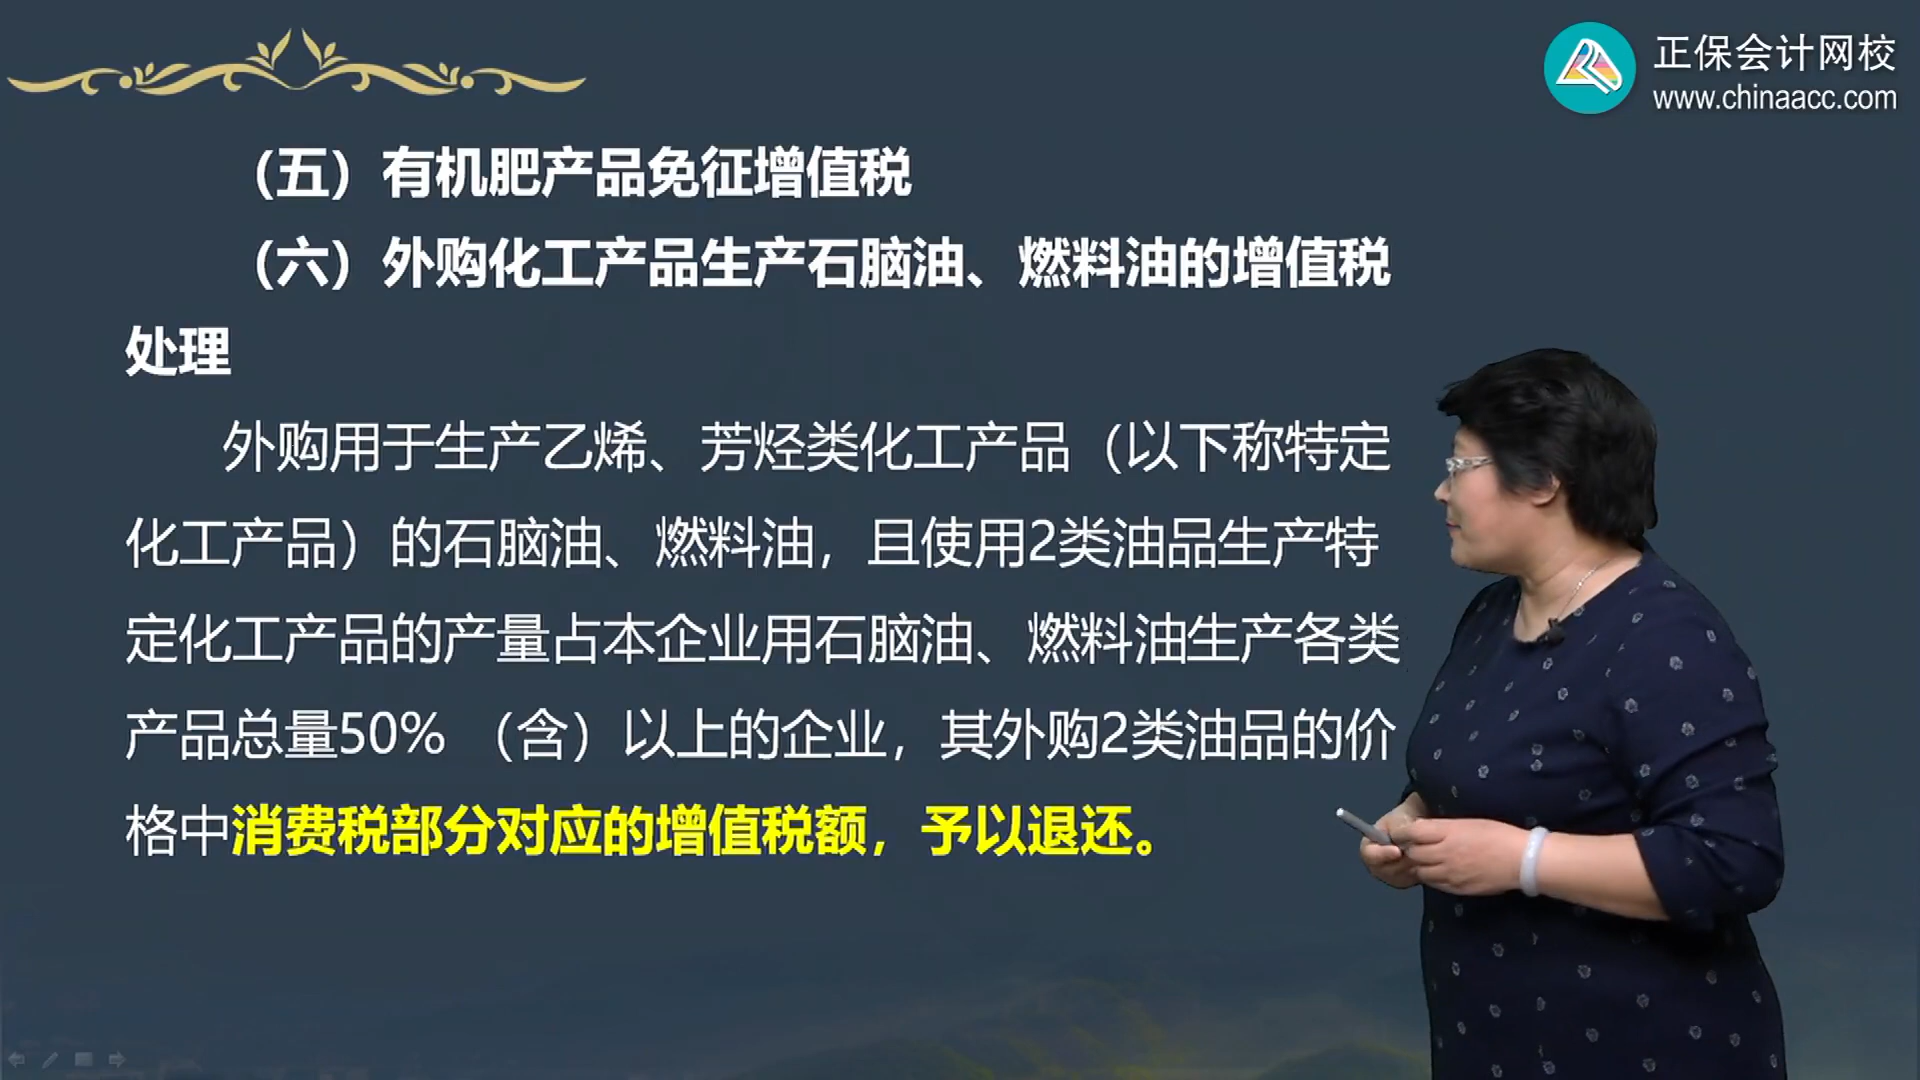 正保会计网校
www.chinaacc.com
（五）有机肥产品免征增值税
（六）外购化工产品生产石脑油、燃料油的增值税
处理
外购用于生产乙烯、芳烃类化工产品（以下称特定
化工产品）的石脑油、燃料油，且使用2类油品生产特
定化工产品的产量占本企业用石脑油、燃料油生产各类
产品总量50% （含）以上的企业，其外购2类油品的价
格中消费税部分对应的增值税额，予以退还。